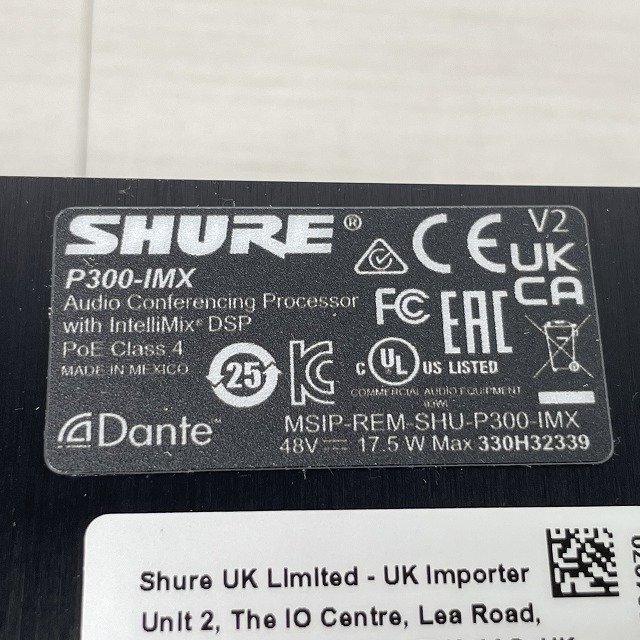 SHURE®
V2
CE
UK
CA
P300-IMX
Audio Conferencing Processor
with IntelliMix® DSP
PoE Class 4
MADE IN MEXICO
FC
EAC
25
KC
C UL US LISTED
COMMERCIAL AUDIO EQUIPMENT
Dante™
MSIP-REM-SHU-P300-IMX
48V 17.5 W Max 330H32339
Shure UK Limited - UK Importer
Unit 2, The IO Centre, Lea Road,